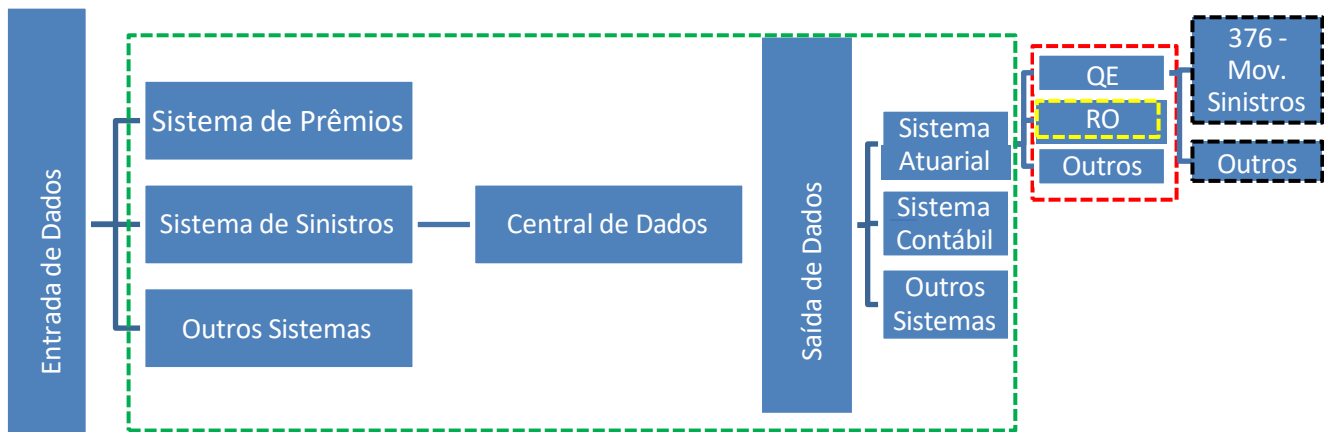 Entrada de Dados
Sistema de Prêmios
Sistema de Sinistros
Outros Sistemas
Central de Dados
Saída de Dados
Sistema
Atuarial
Sistema
Contábil
Outros
Sistemas
QE
RO
Outros
376 -
Mov.
Sinistros
Outros